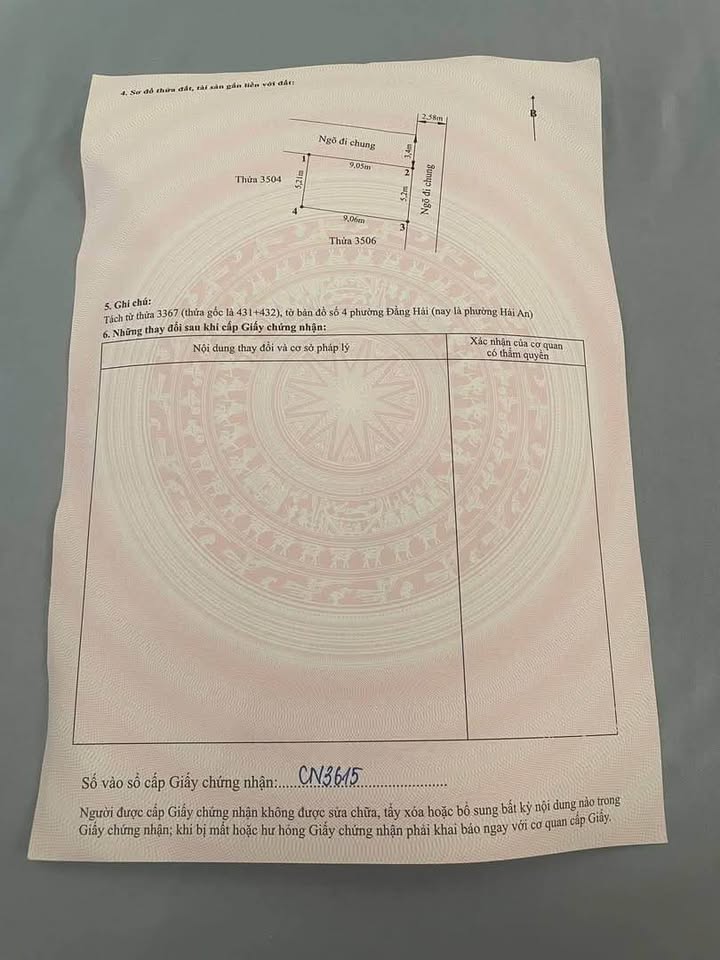 4. Sơ đồ thửa đất, tài sản gắn liền với đất:
2,58m
B
Ngõ đi chung
3,4m
1
9,05m
2
Thửa 3504
5,21m
5,2m
Ngõ đi chung
4
9,06m
3
Thửa 3506
5. Ghi chú:
Tách từ thửa 3367 (thửa gốc là 431+432), tờ bản đồ số 4 phường Đằng Hải (nay là phường Hải An)
6. Những thay đổi sau khi cấp Giấy chứng nhận:
Nội dung thay đổi và cơ sở pháp lý
Xác nhận của cơ quan
có thẩm quyền
Số vào sổ cấp Giấy chứng nhận: CN3615
Người được cấp Giấy chứng nhận không được sửa chữa, tẩy xóa hoặc bổ sung bất kỳ nội dung nào trong
Giấy chứng nhận; khi bị mất hoặc hư hỏng Giấy chứng nhận phải khai báo ngay với cơ quan cấp Giấy.